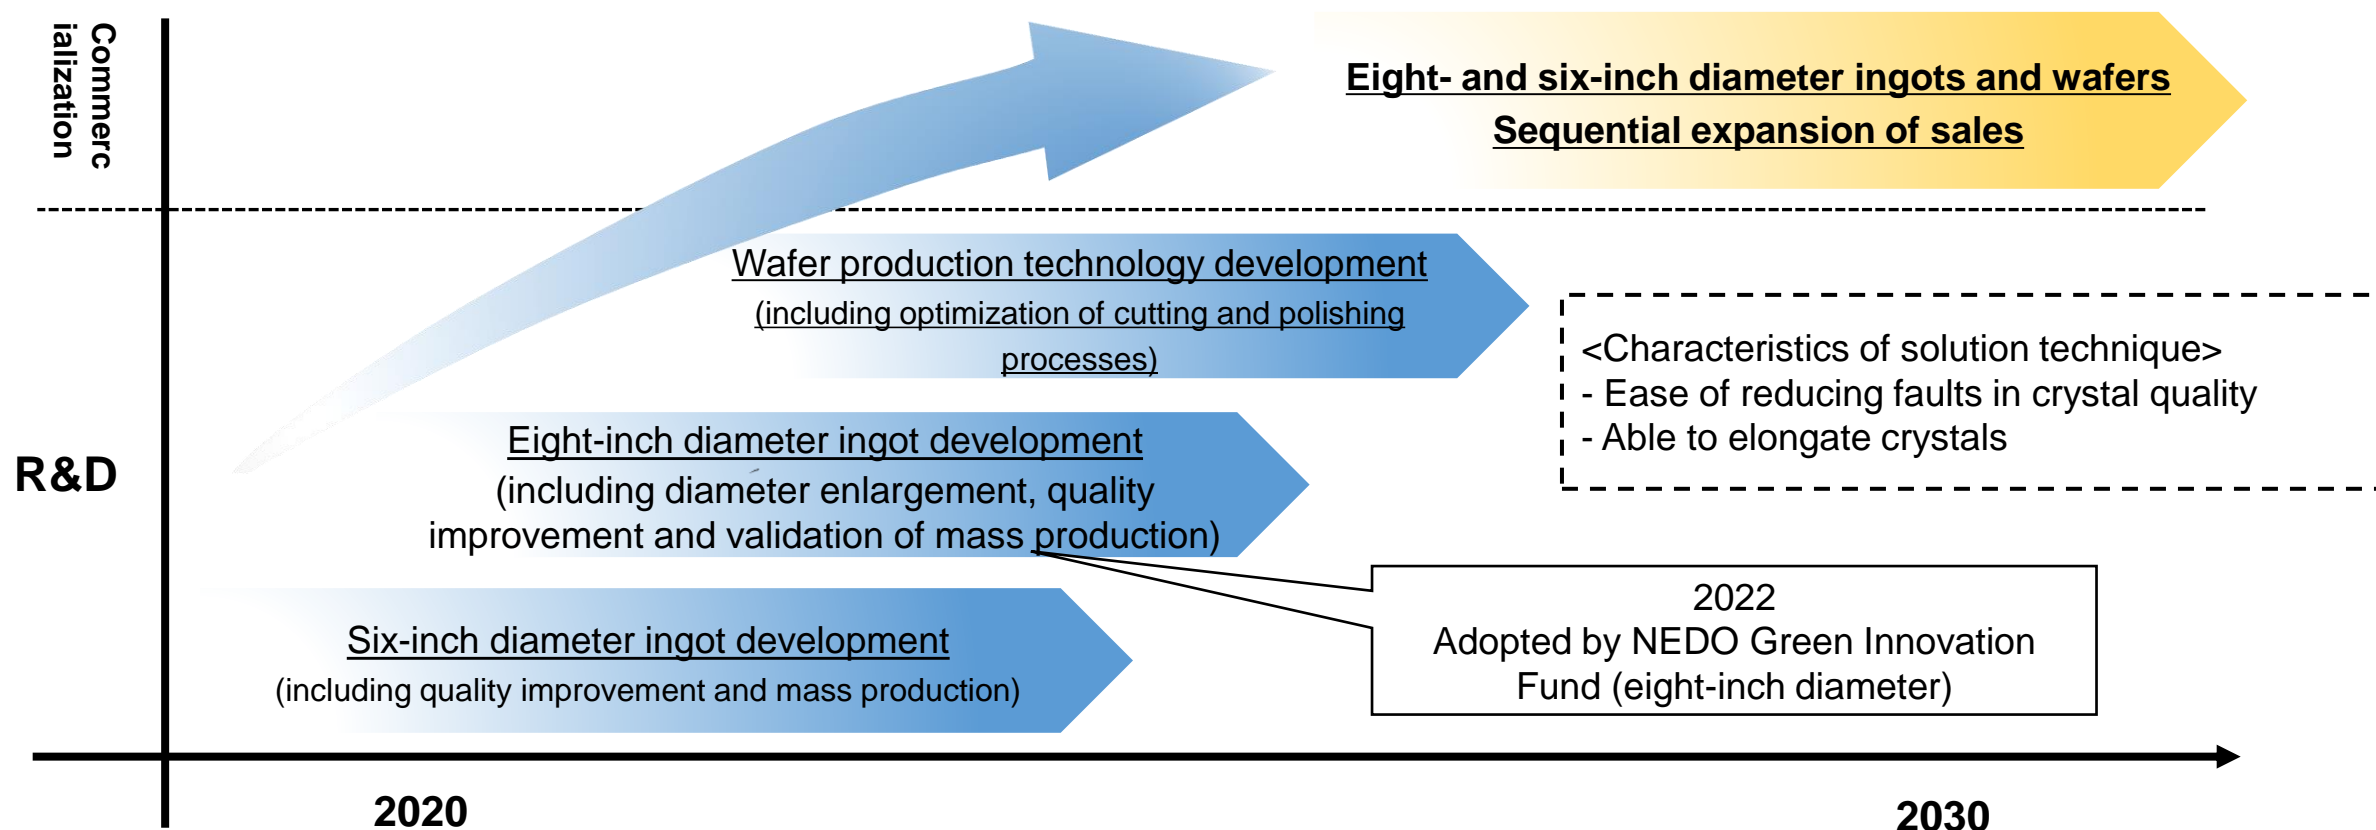 Commerc
ialization
Eight- and six-inch diameter ingots and wafers
Sequential expansion of sales
Wafer production technology development
(including optimization of cutting and polishing
processes)
<Characteristics of solution technique>
- Ease of reducing faults in crystal quality
- Able to elongate crystals
R&D
Eight-inch diameter ingot development
(including diameter enlargement, quality
improvement and validation of mass production)
2022
Adopted by NEDO Green Innovation
Fund (eight-inch diameter)
Six-inch diameter ingot development
(including quality improvement and mass production)
2020
2030